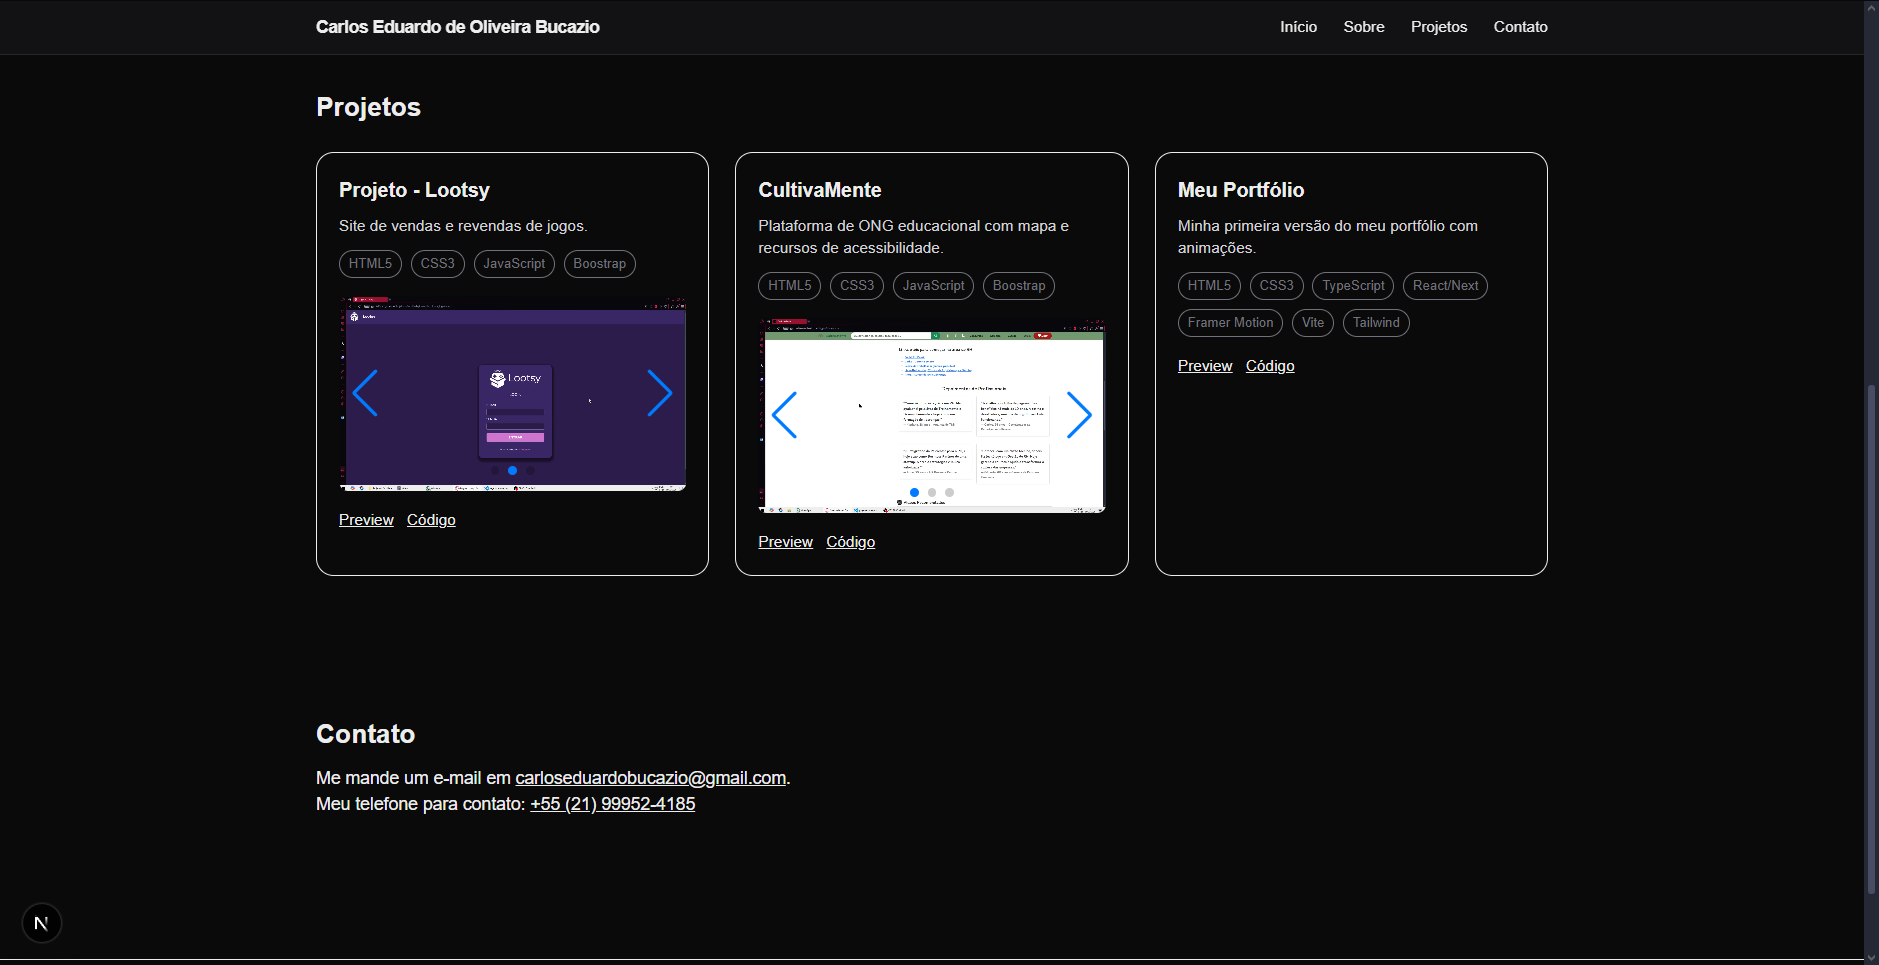 Carlos Eduardo de Oliveira Bucazio
Início Sobre Projetos Contato
Projetos
Projeto - Lootsy
Site de vendas e revendas de jogos.
HTML5 CSS3 JavaScript Boostrap
Lootsy
Preview Código
CultivaMente
Plataforma de ONG educacional com mapa e
recursos de acessibilidade.
HTML5 CSS3 JavaScript Boostrap
Preview Código
Meu Portfólio
Minha primeira versão do meu portfólio com
animações.
HTML5 CSS3 TypeScript React/Next
Framer Motion Vite Tailwind
Preview Código
Contato
Me mande um e-mail em carloseduardobucazio@gmail.com.
Meu telefone para contato: +55 (21) 99952-4185
N